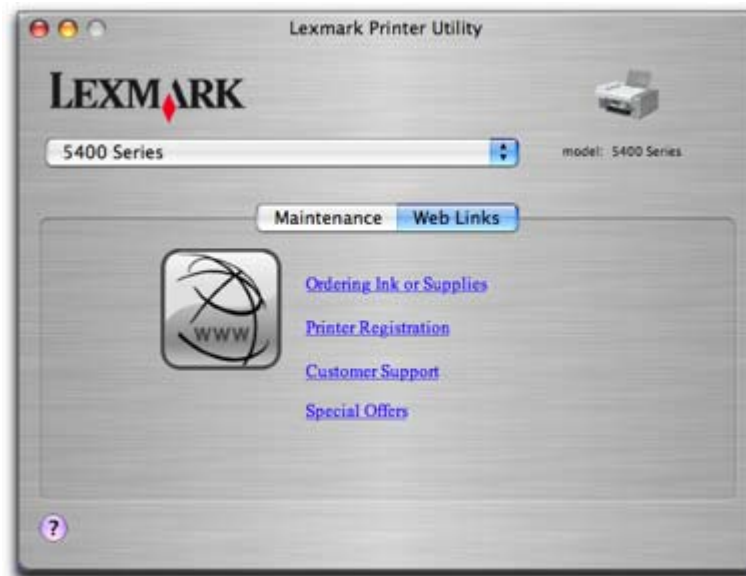 Lexmark Printer Utility
LEXMARK
5400 Series
model: 5400 Series
Maintenance
Web Links
WWW
Ordering Ink or Supplies
Printer Registration
Customer Support
Special Offers
?